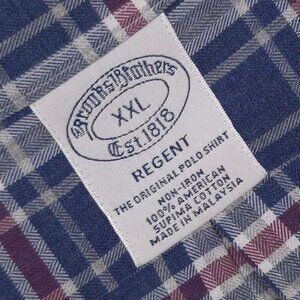 Brooks Brothers
XXL
Est. 1818
REGENT
THE ORIGINAL POLO SHIRT
NON-IRON
100% AMERICAN
SUPIMA COTTON
MADE IN MALAYSIA